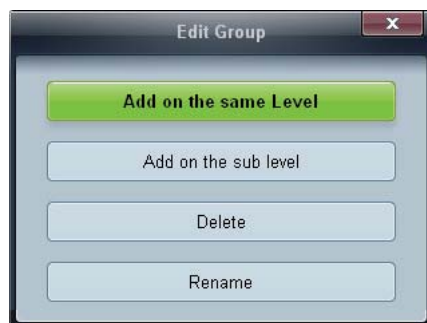 Edit Group
x
Add on the same Level
Add on the sub level
Delete
Rename